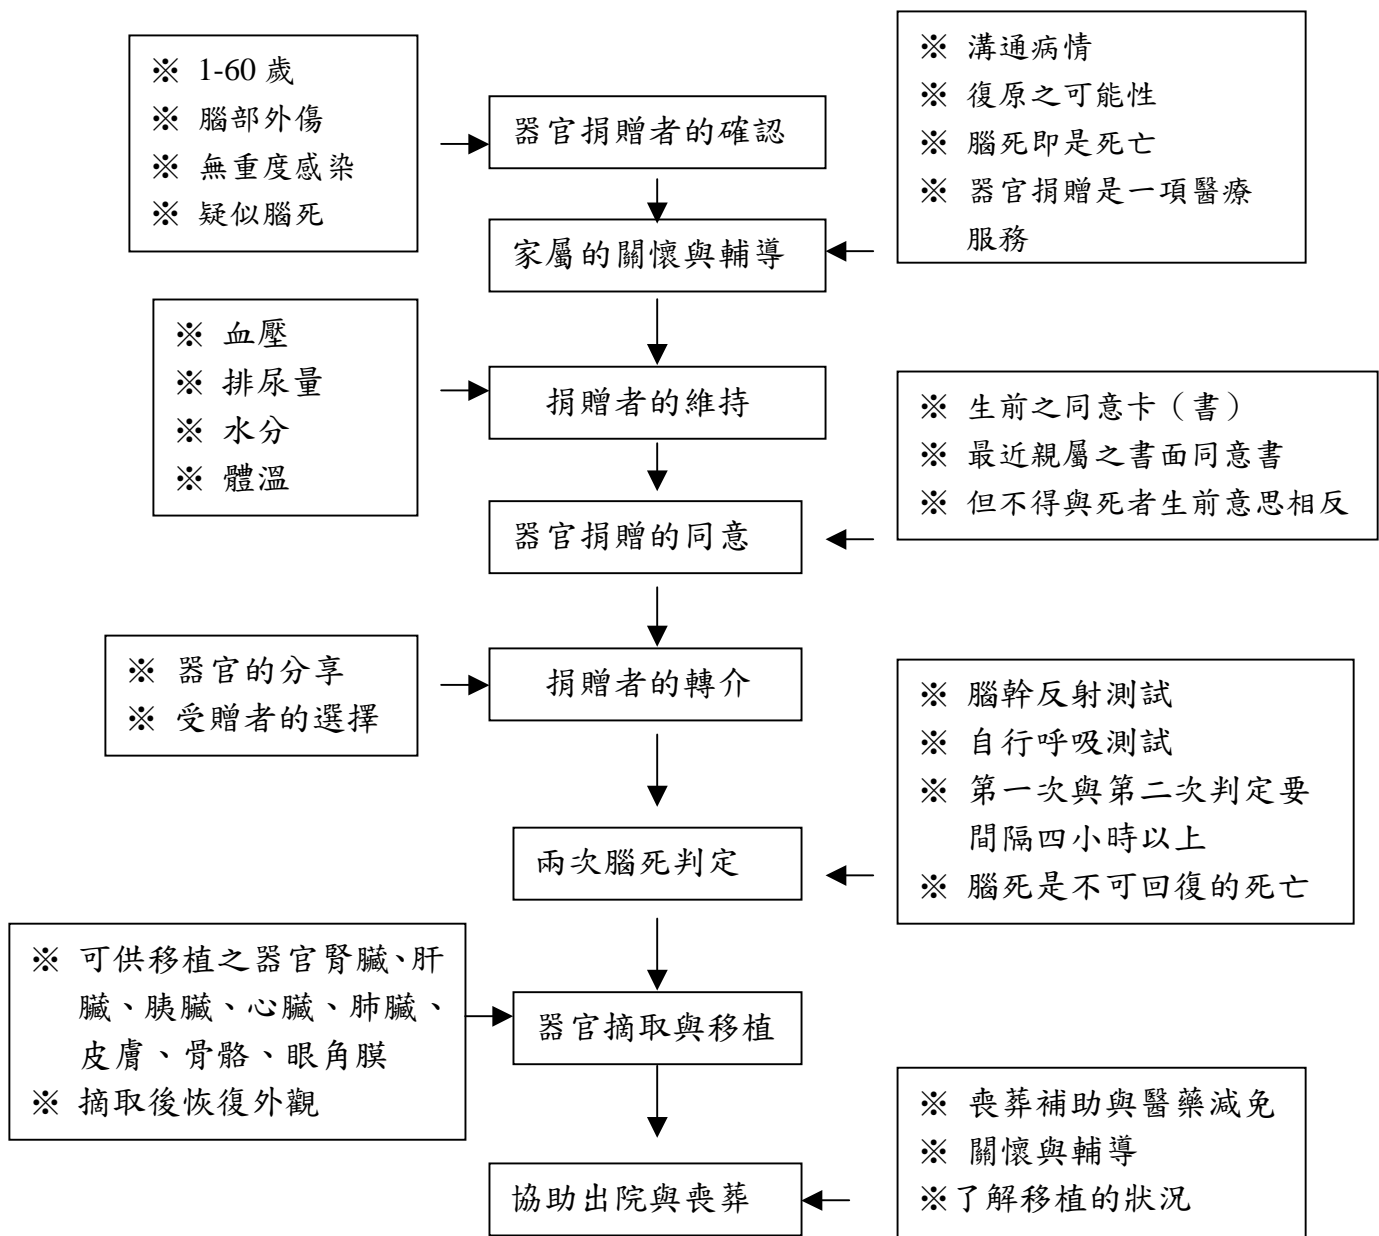 ※ 1-60 歲
※ 腦部外傷
※ 無重度感染
※ 疑似腦死
器官捐贈者的確認
※ 溝通病情
※ 復原之可能性
※ 腦死即是死亡
※ 器官捐贈是一項醫療
服務
家屬的關懷與輔導
※ 血壓
※ 排尿量
※ 水分
※ 體溫
捐贈者的維持
※ 生前之同意卡（書）
※ 最近親屬之書面同意書
※ 但不得與死者生前意思相反
器官捐贈的同意
※ 器官的分享
※ 受贈者的選擇
捐贈者的轉介
※ 腦幹反射測試
※ 自行呼吸測試
※ 第一次與第二次判定要
間隔四小時以上
※ 腦死是不可回復的死亡
兩次腦死判定
※ 可供移植之器官腎臟、肝
臟、胰臟、心臟、肺臟、
皮膚、骨骼、眼角膜
※ 摘取後恢復外觀
器官摘取與移植
※ 喪葬補助與醫藥減免
※ 關懷與輔導
※了解移植的狀況
協助出院與喪葬